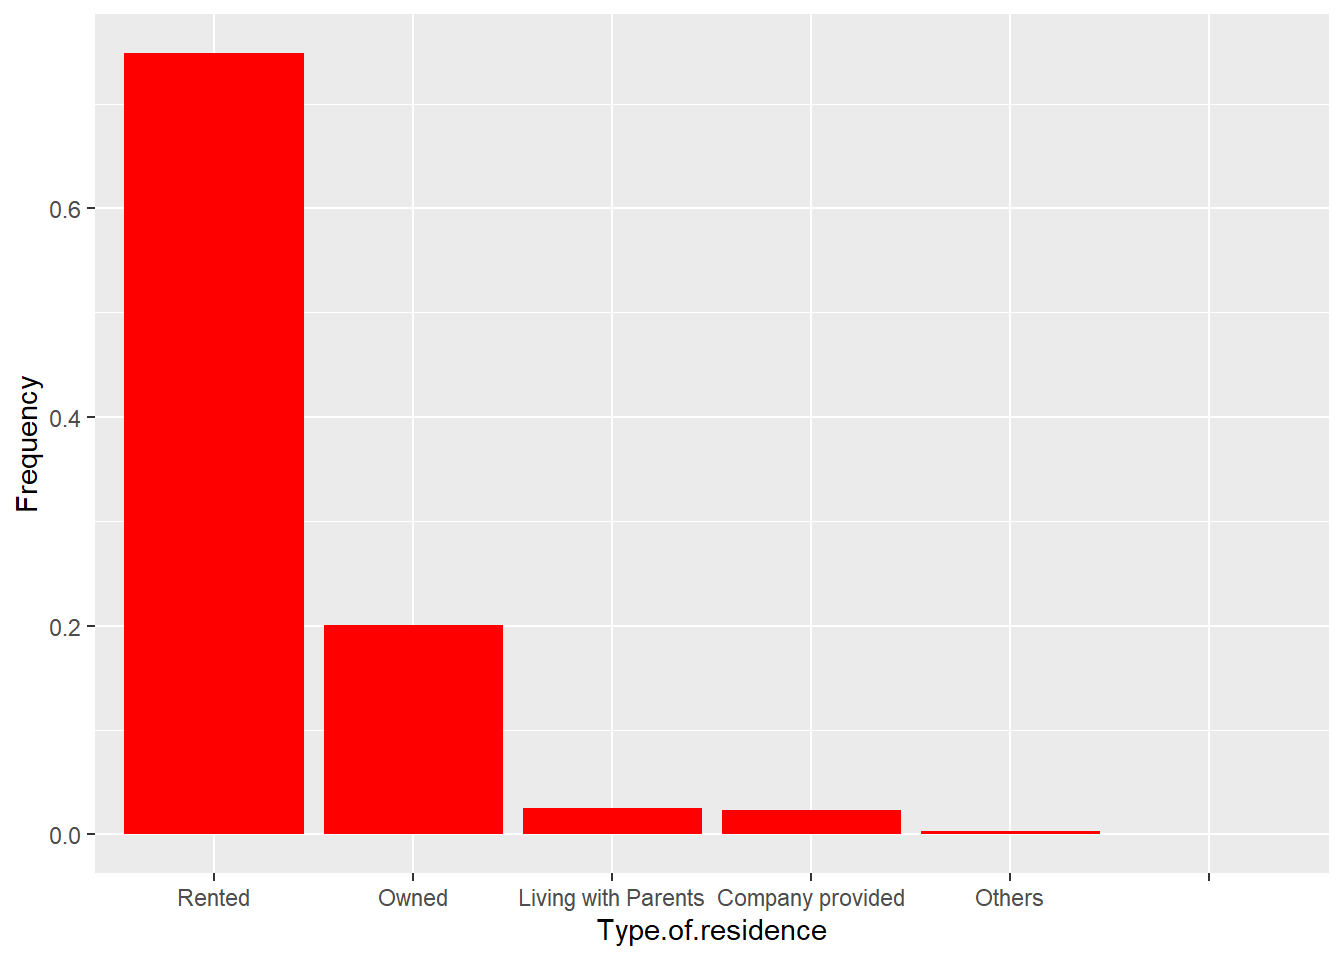 Frequency
0.6
0.4
0.2
0.0
Rented Owned Living with Parents Company provided Others
Type.of.residence